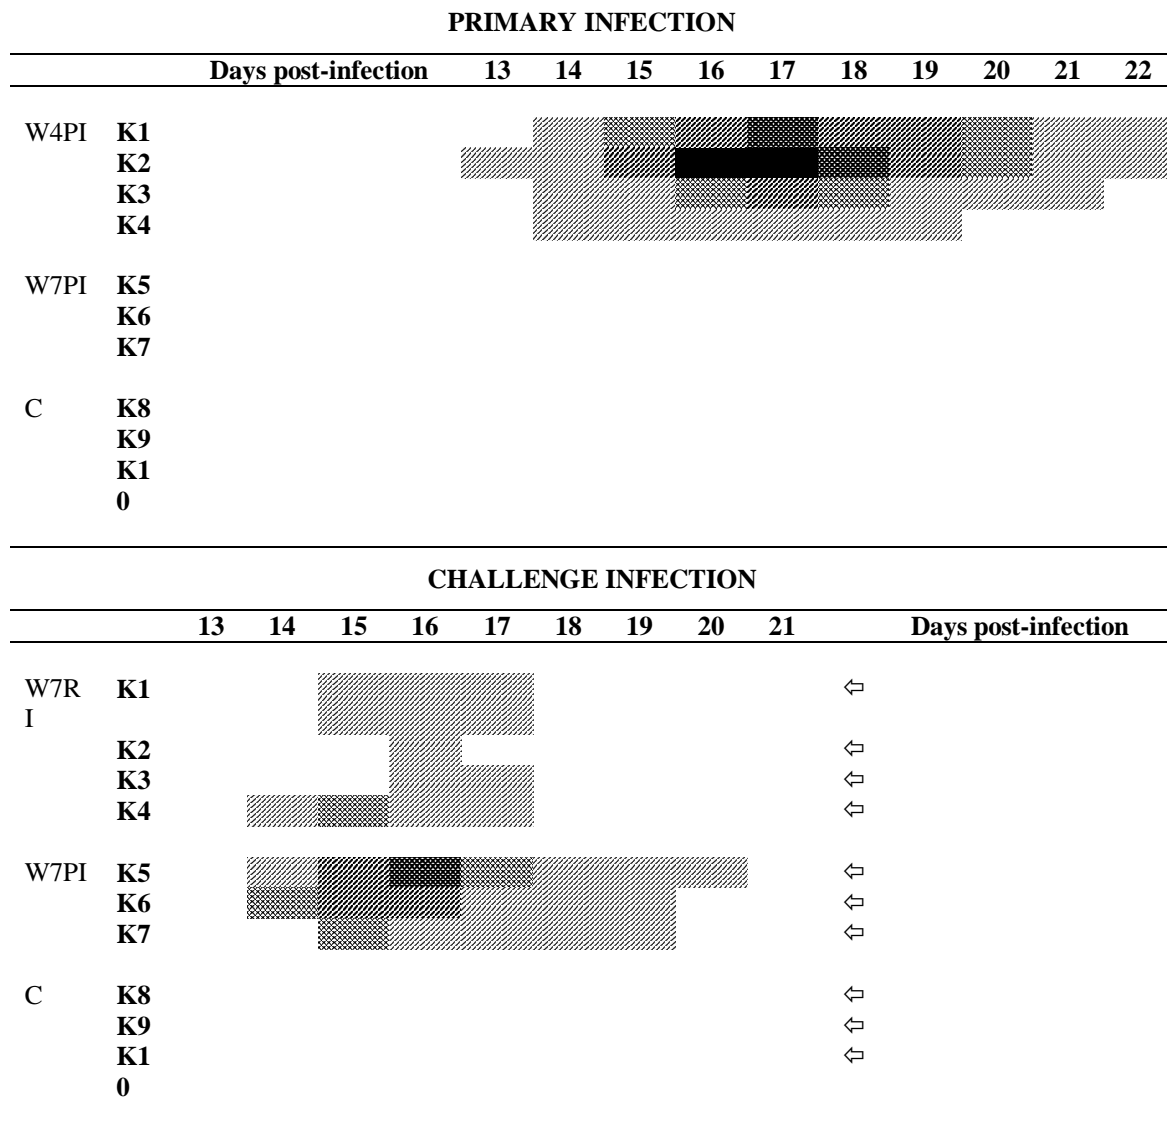 PRIMARY INFECTION
Days post-infection 13 14 15 16 17 18 19 20 21 22
W4PI K1
K2
K3
K4
W7PI K5
K6
K7
C K8
K9
K1
0
CHALLENGE INFECTION
13 14 15 16 17 18 19 20 21 Days post-infection
W7R K1 ⇦
I
K2 ⇦
K3 ⇦
K4 ⇦
W7PI K5 ⇦
K6 ⇦
K7 ⇦
C K8 ⇦
K9 ⇦
K1 ⇦
0